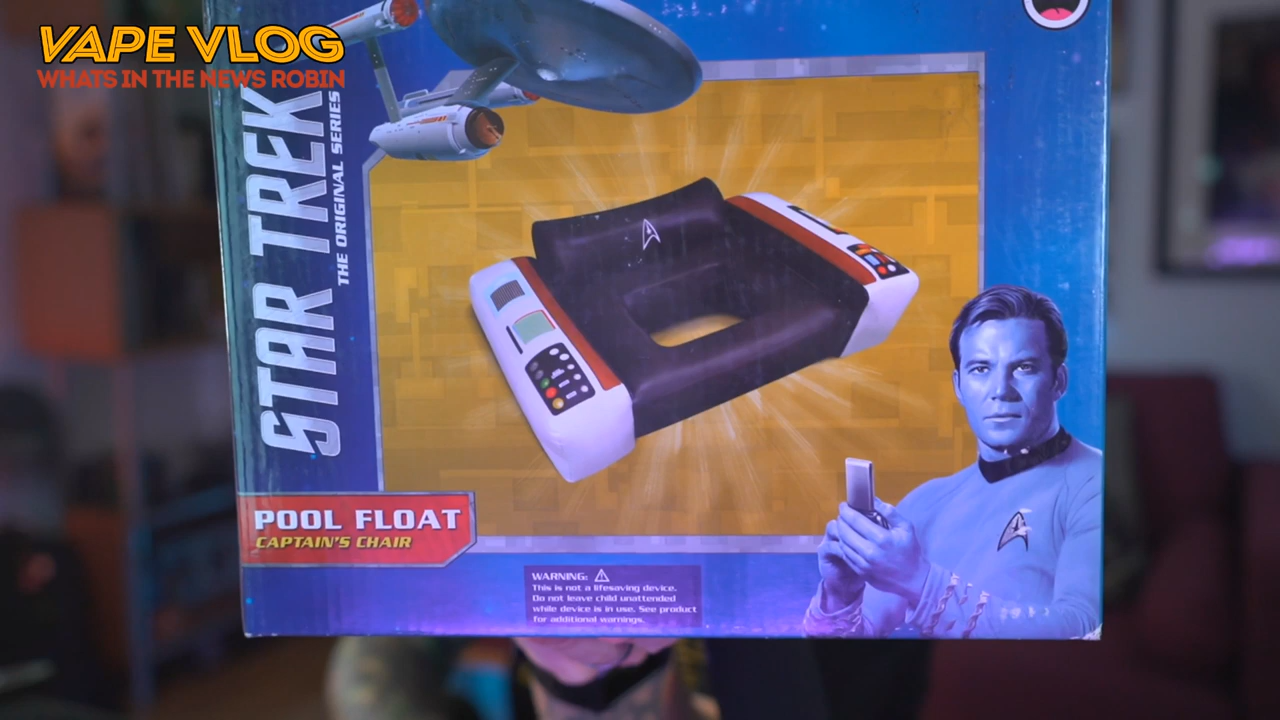 VAPE VLOG
WHATS IN THE NEWS ROBIN
STAR TREK
THE ORIGINAL SERIES
POOL FLOAT
CAPTAIN'S CHAIR
WARNING:
This is not a lifesaving device.
Do not leave child unattended
while device is in use. See product
for additional warnings.